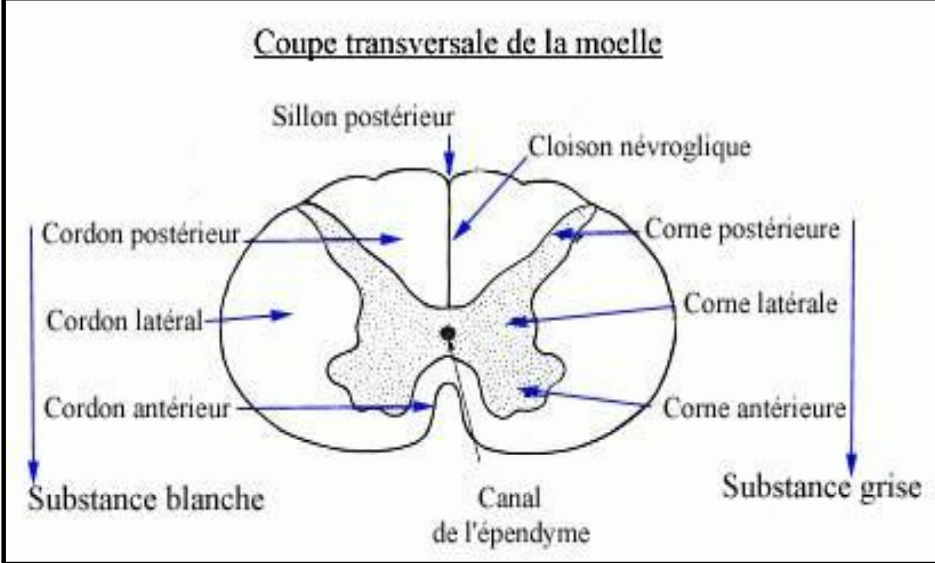 Coupe transversale de la moelle
Sillon postérieur
Cloison névroglique
Cordon postérieur
Corne postérieure
Cordon latéral
Corne latérale
Cordon antérieur
Corne antérieure
Substance blanche
Canal
de l'épendyme
Substance grise